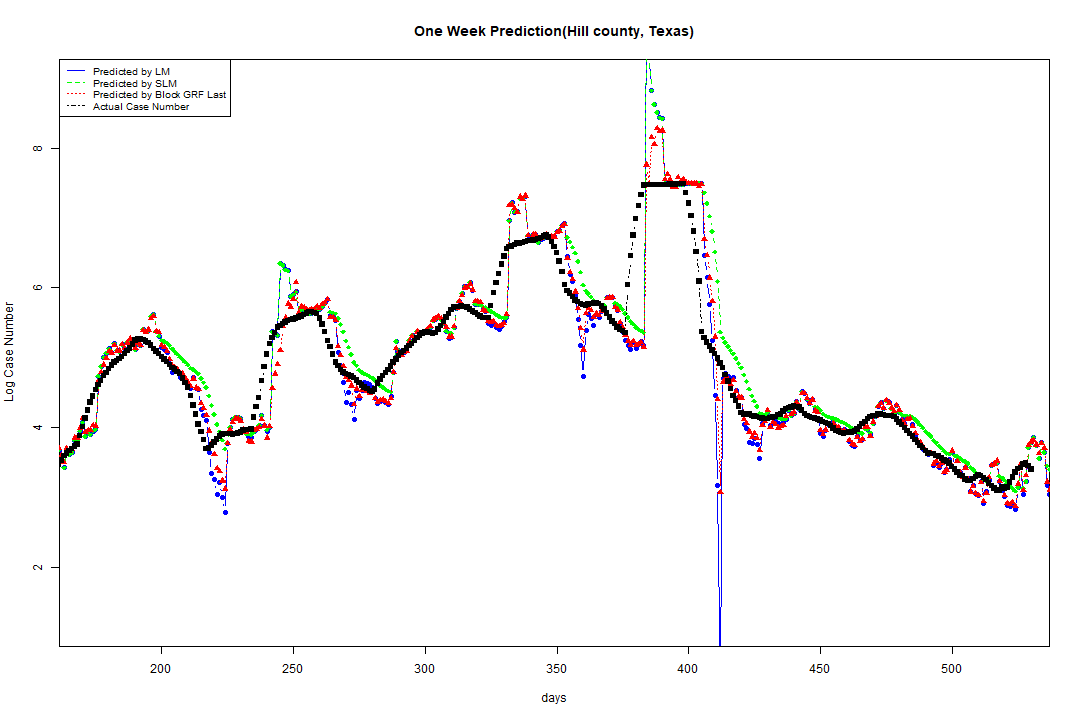 One Week Prediction(Hill county, Texas)
Predicted by LM
Predicted by SLM
Predicted by Block GRF Last
Actual Case Number
Log Case Number
8
6
4
2
200 250 300 350 400 450 500
days